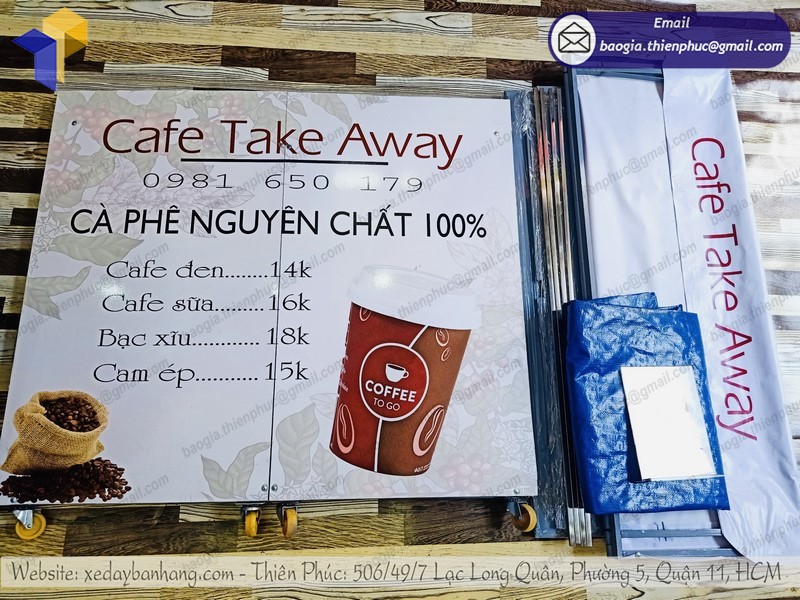 Email
baogia.thienphuc@gmail.com
Cafe Take Away
0981 650 179
CÀ PHÊ NGUYÊN CHẤT 100%
Cafe đen........14k
Cafe sữa.........16k
Bạc xĩu............18k
Cam ép...........15k
COFFEE
TO GO
Cafe Take Away
Website: xedaybanhang.com - Thiên Phúc: 506/49/7 Lạc Long Quân, Phường 5, Quận 11, HCM